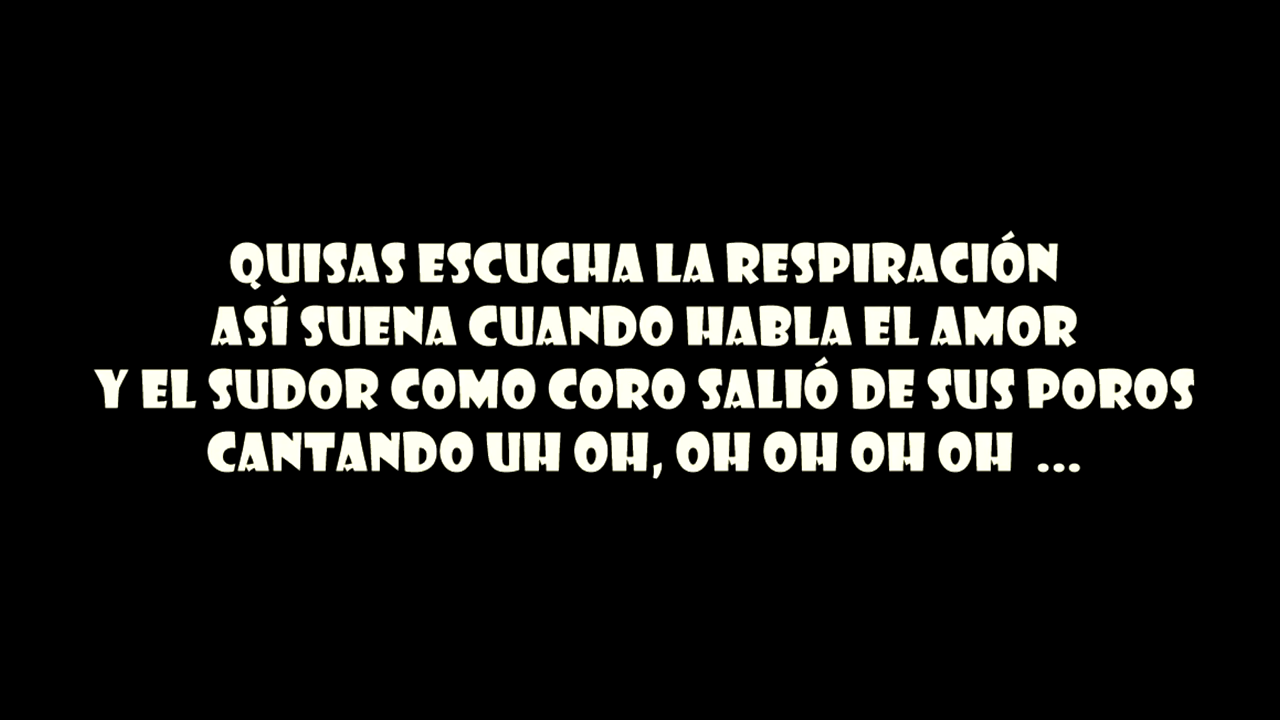 QUISAS ESCUCHA LA RESPIRACIÓN
ASÍ SUENA CUANDO HABLA EL AMOR
Y EL SUDOR COMO CORO SALIÓ DE SUS POROS
CANTANDO UH OH, OH OH OH OH ...